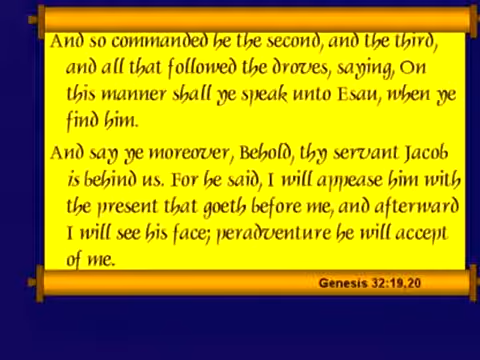 And so commanded he the second, and the third,
and all that followed the droves, saying, On
this manner shall ye speak unto Esau, when ye
find him.
And say ye moreover, Behold, thy servant Jacob
is behind us. For he said, I will appease him with
the present that goeth before me, and afterward
I will see his face; peradventure he will accept
of me.
Genesis 32:19,20